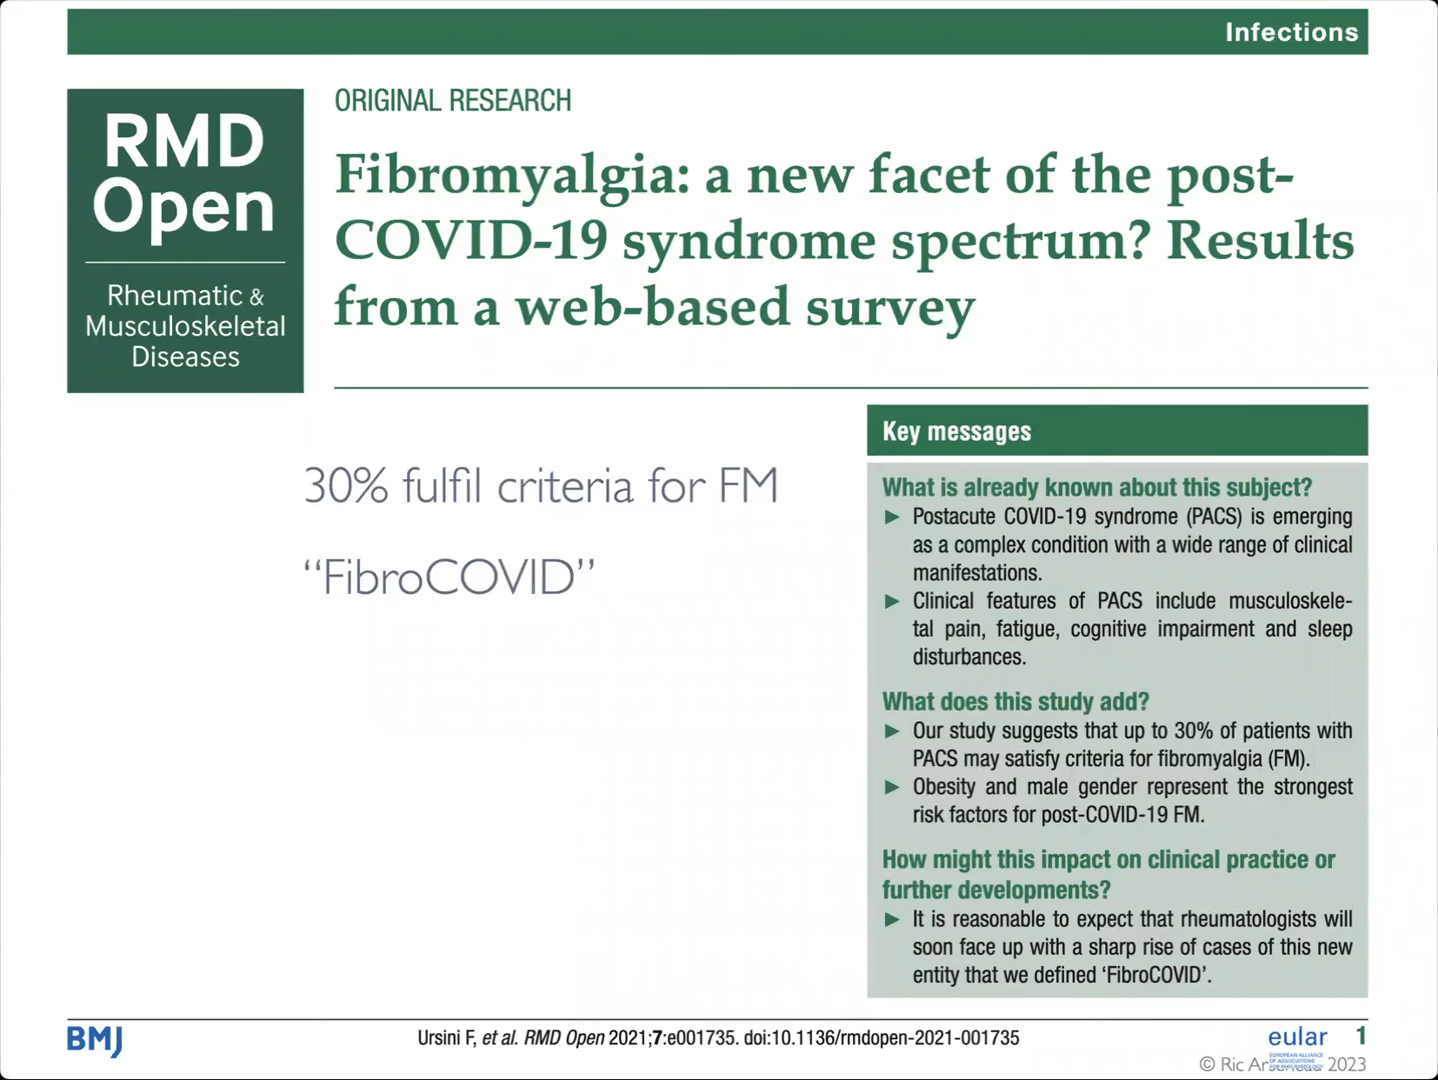 Infections
RMD
Open
Rheumatic &
Musculoskeletal
Diseases
ORIGINAL RESEARCH
Fibromyalgia: a new facet of the post-
COVID-19 syndrome spectrum? Results
from a web-based survey
30% fulfil criteria for FM
“FibroCOVID”
Key messages
What is already known about this subject?
► Postacute COVID-19 syndrome (PACS) is emerging
as a complex condition with a wide range of clinical
manifestations.
► Clinical features of PACS include musculoskele-
tal pain, fatigue, cognitive impairment and sleep
disturbances.
What does this study add?
► Our study suggests that up to 30% of patients with
PACS may satisfy criteria for fibromyalgia (FM).
► Obesity and male gender represent the strongest
risk factors for post-COVID-19 FM.
How might this impact on clinical practice or
further developments?
► It is reasonable to expect that rheumatologists will
soon face up with a sharp rise of cases of this new
entity that we defined ‘FibroCOVID’.
BMJ
Ursini F, et al. RMD Open 2021;7:e001735. doi:10.1136/rmdopen-2021-001735
eular
EUROPEAN ALLIANCE
OF ASSOCIATIONS
FOR RHEUMATOLOGY
1
© Ric 2023